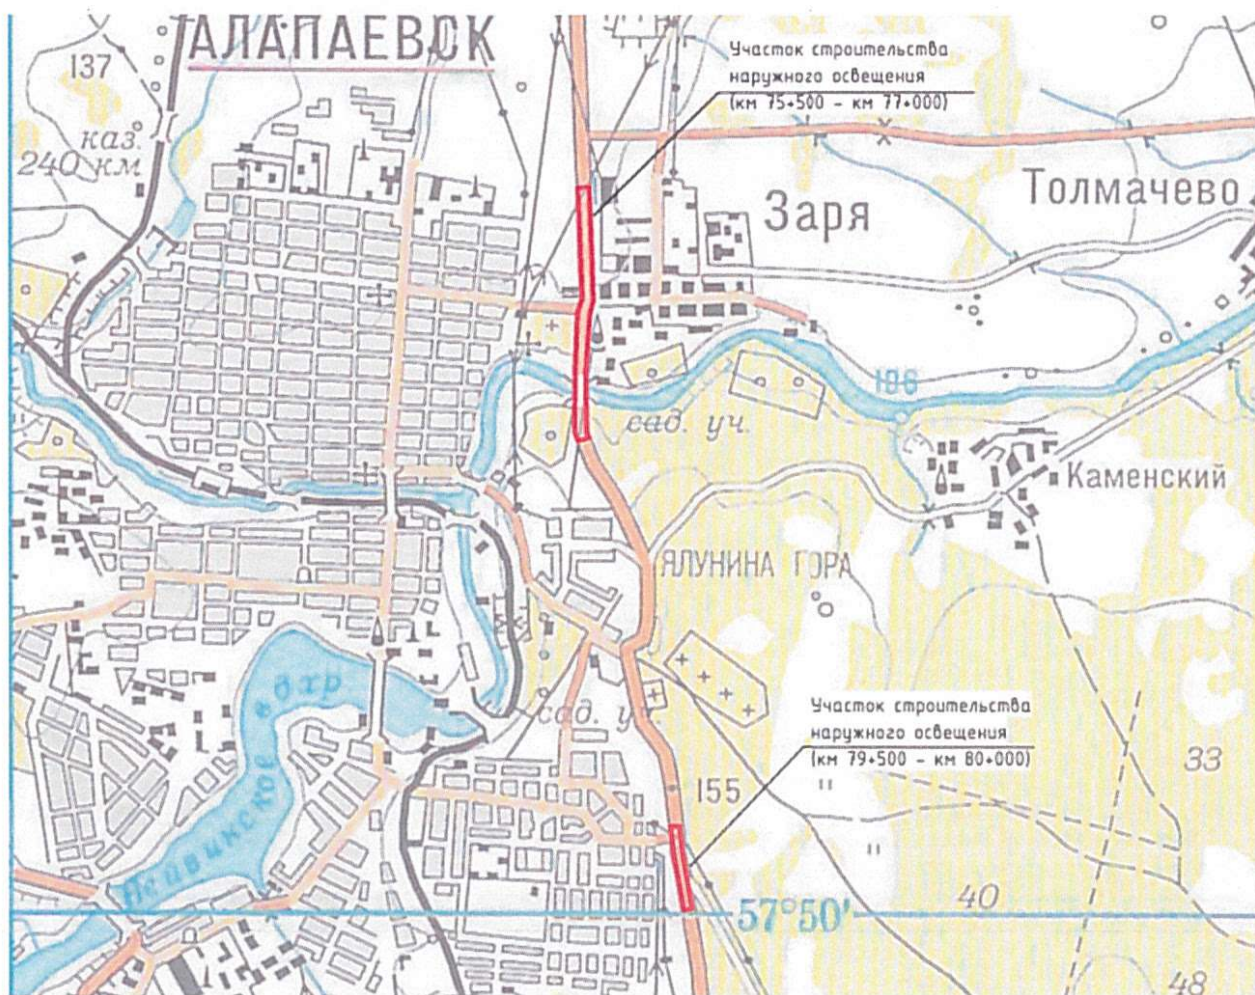 АЛАПАЕВСК
137
каз.
240 км
Участок строительства
наружного освещения
(км 75+500 - км 77+000)
Заря
Толмачево
186
сад. уч.
Каменский
ЯЛУНИНА ГОРА
вдхр
сад. уч.
Участок строительства
наружного освещения
(км 79+500 - км 80+000)
155
33
40
57°50'
48